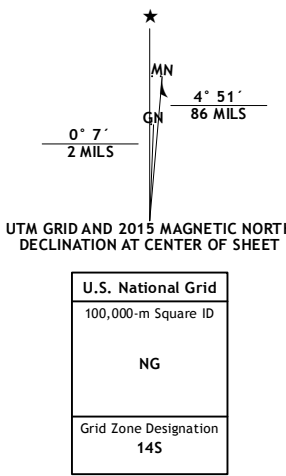 ★
MN
GN
4° 51´
86 MILS
0° 7´
2 MILS
UTM GRID AND 2015 MAGNETIC NORTH
DECLINATION AT CENTER OF SHEET
U.S. National Grid
100,000-m Square ID
NG
Grid Zone Designation
14S